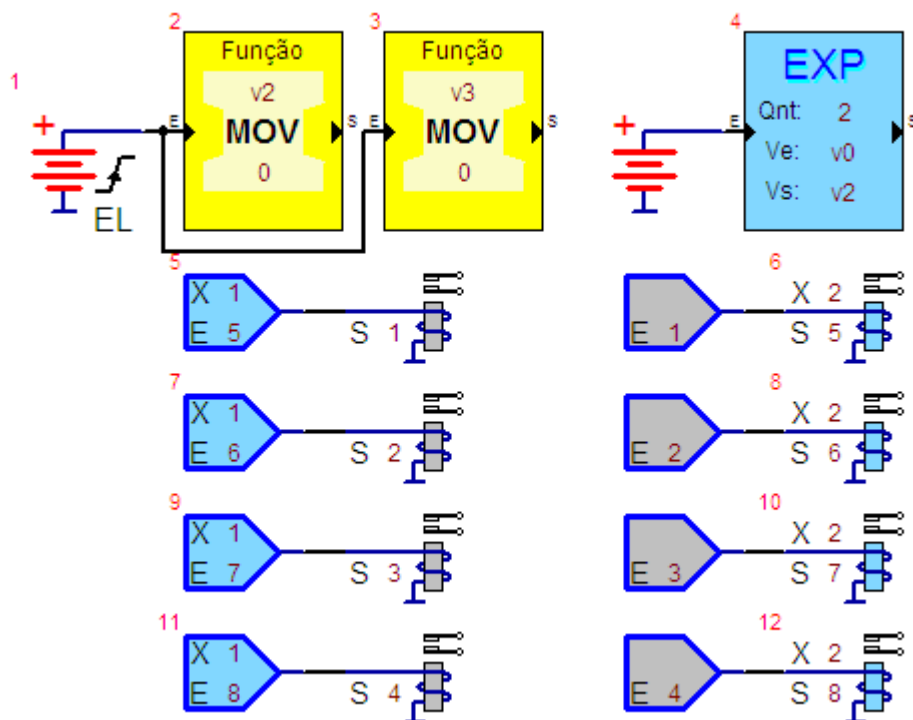 1
+
EL
2
E
Função
v2
MOV
0
S
3
E
Função
v3
MOV
0
S
4
+
E
EXP
Qnt: 2
Ve: v0
Vs: v2
S
5
X 1
E 5
S 1
6
E 1
X 2
S 5
7
X 1
E 6
S 2
8
E 2
X 2
S 6
9
X 1
E 7
S 3
10
E 3
X 2
S 7
11
X 1
E 8
S 4
12
E 4
X 2
S 8